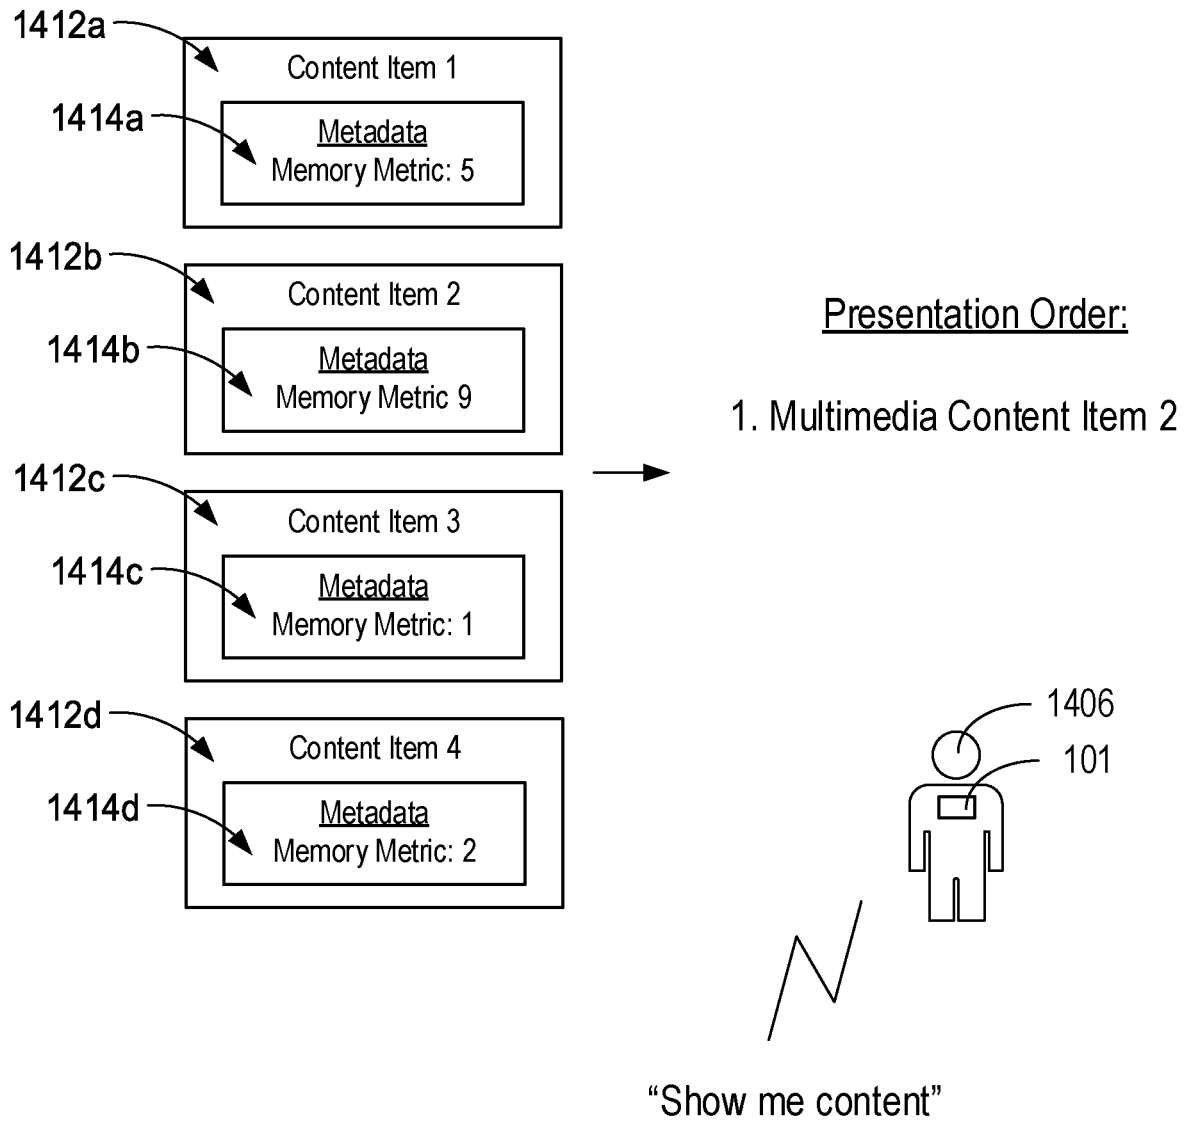 1412a
Content Item 1
1414a
Metadata
Memory Metric: 5
1412b
Content Item 2
1414b
Metadata
Memory Metric 9
1412c
Content Item 3
1414c
Metadata
Memory Metric: 1
1412d
Content Item 4
1414d
Metadata
Memory Metric: 2
Presentation Order:
1. Multimedia Content Item 2
1406
101
“Show me content”